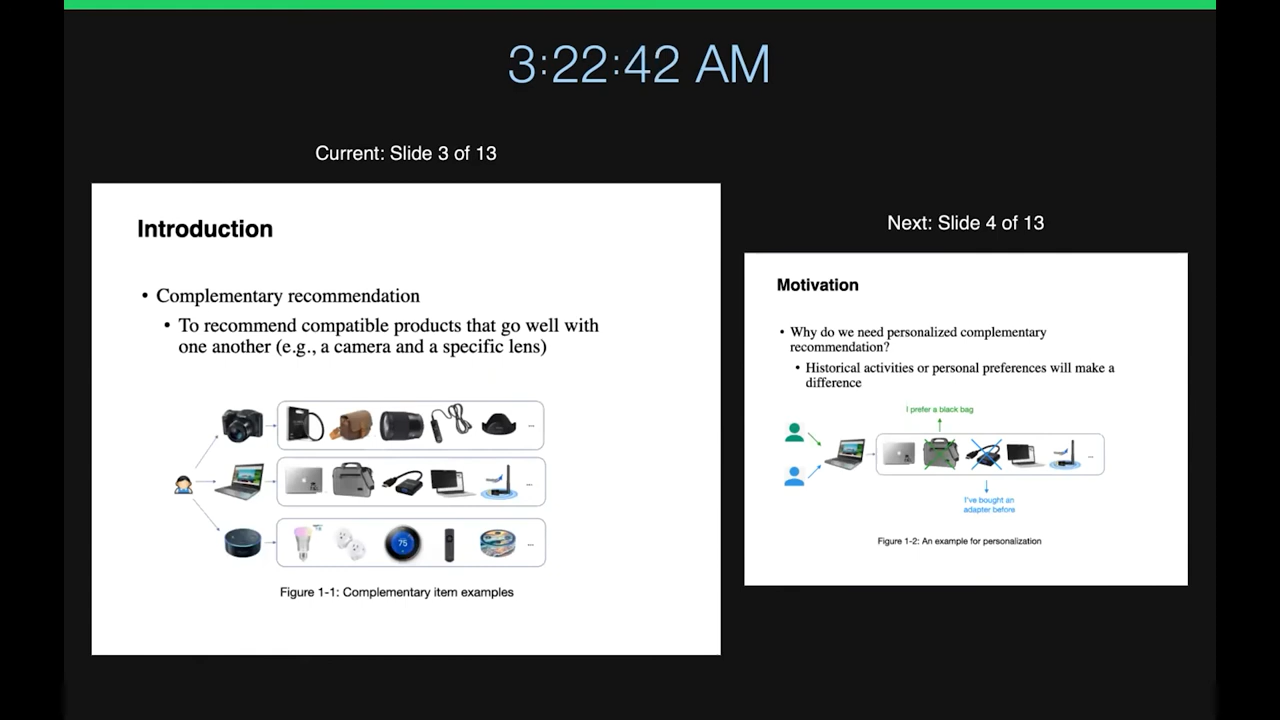 3:22:42 AM
Current: Slide 3 of 13
Introduction
• Complementary recommendation
• To recommend compatible products that go well with
one another (e.g., a camera and a specific lens)
...
...
75
...
Figure 1-1: Complementary item examples
Next: Slide 4 of 13
Motivation
• Why do we need personalized complementary
recommendation?
• Historical activities or personal preferences will make a
difference
I prefer a black bag
...
I've bought an
adapter before
Figure 1-2: An example for personalization